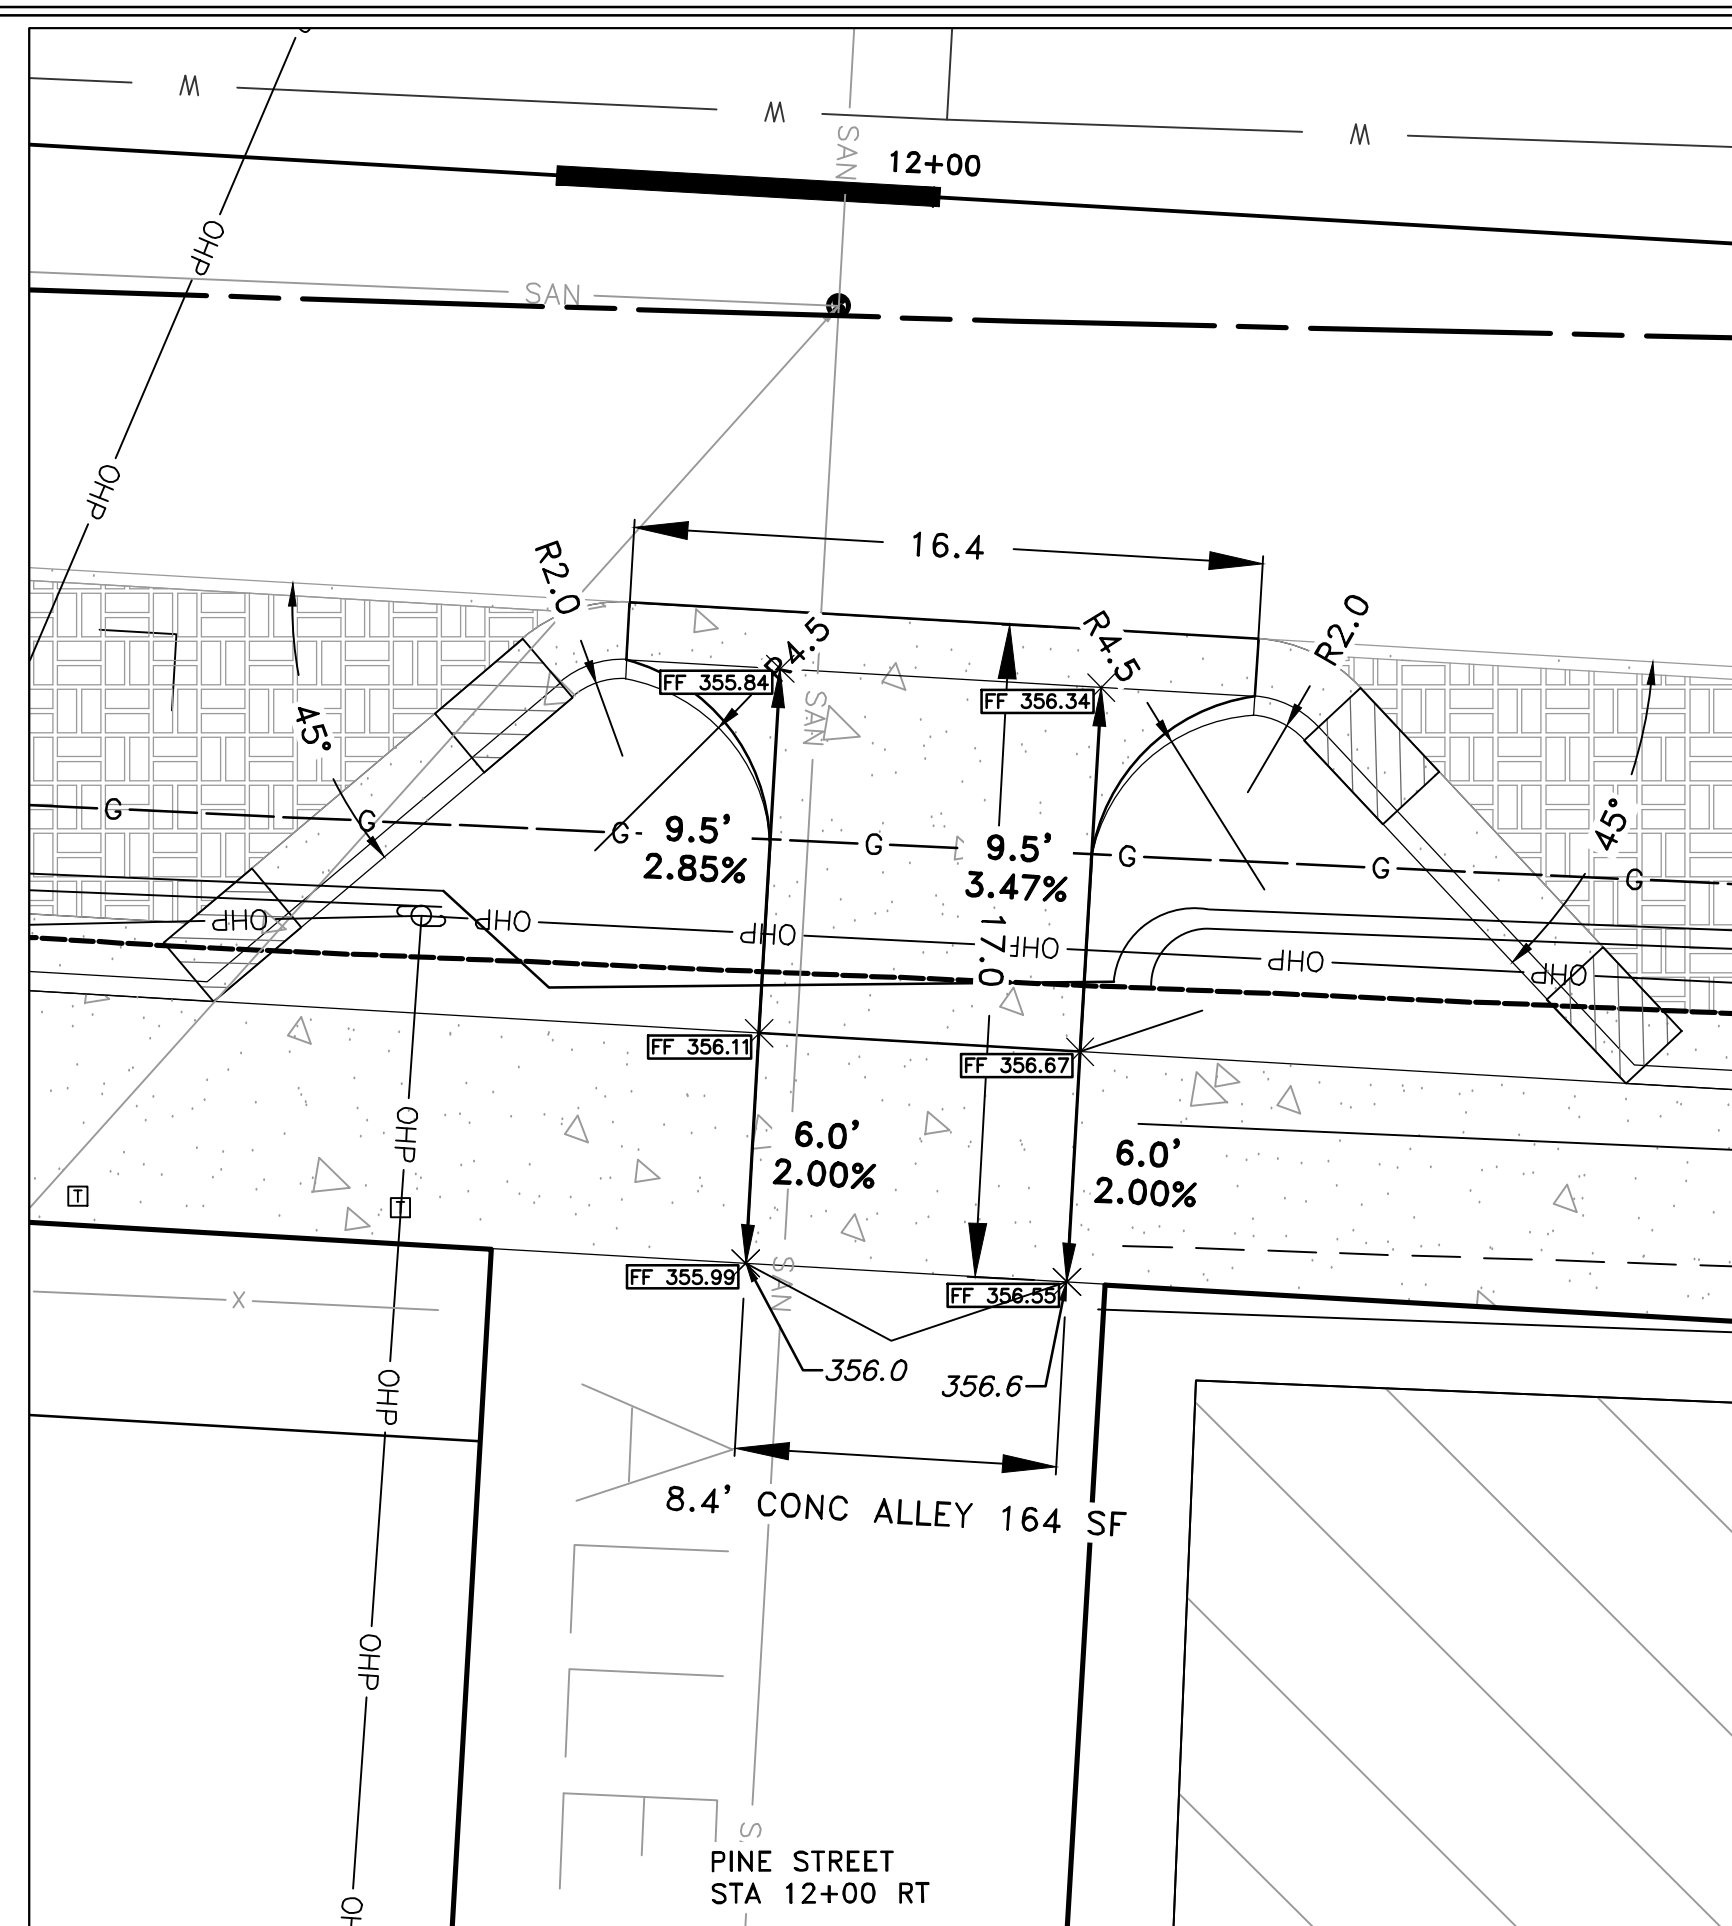 W
W
W
SAN
12+00
OHP
SAN
OHP
16.4
R2.0
R4.5
R4.5
R2.0
FF 355.84
FF 356.34
SAN
45°
45°
G
G
G
G
G
G
G
9.5'
2.85%
9.5'
3.47%
17.0
OHP
OHP
OHP
OHP
OHP
OHP
FF 356.11
FF 356.67
OHP
6.0'
2.00%
6.0'
2.00%
T
T
FF 355.99
SAN
FF 356.55
X
356.0
356.6
OHP
8.4' CONC ALLEY 164 SF
OHP
S
PINE STREET
STA 12+00 RT